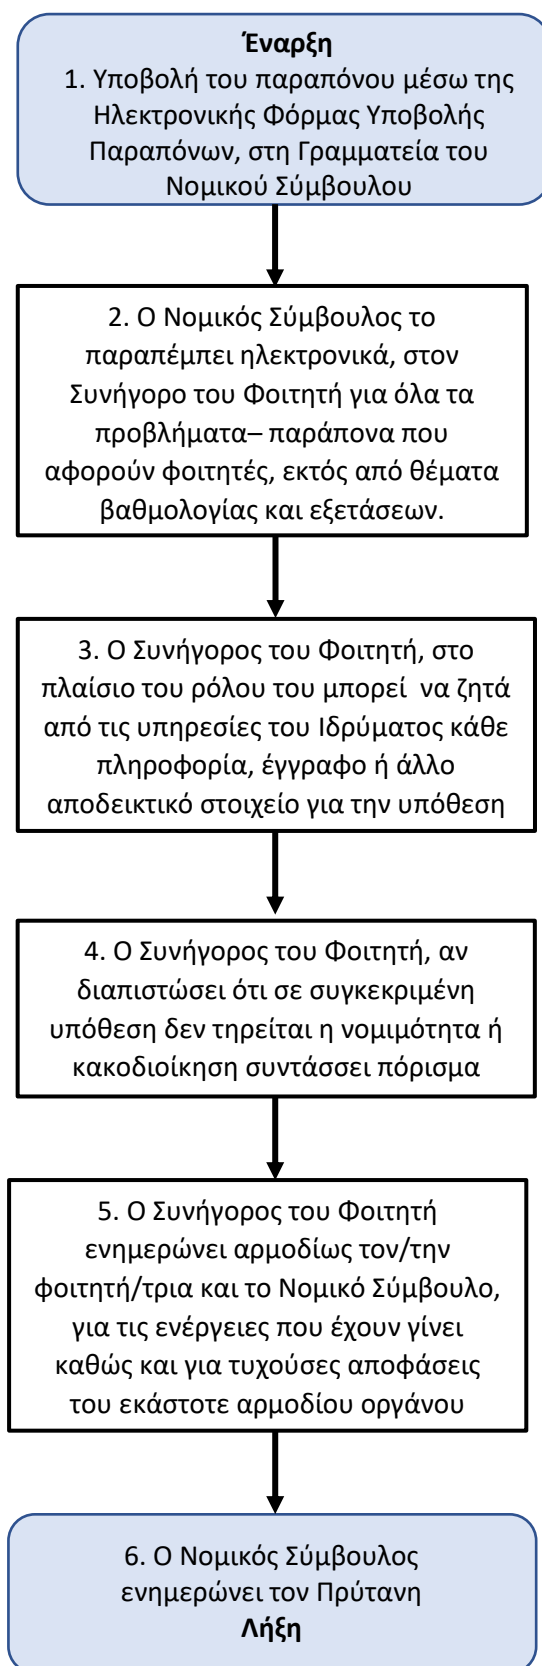 Έναρξη
1. Υποβολή του παραπόνου μέσω της
Ηλεκτρονικής Φόρμας Υποβολής
Παραπόνων, στη Γραμματεία του
Νομικού Σύμβουλου
2. Ο Νομικός Σύμβουλος το
παραπέμπει ηλεκτρονικά, στον
Συνήγορο του Φοιτητή για όλα τα
προβλήματα– παράπονα που
αφορούν φοιτητές, εκτός από θέματα
βαθμολογίας και εξετάσεων.
3. Ο Συνήγορος του Φοιτητή, στο
πλαίσιο του ρόλου του μπορεί να ζητά
από τις υπηρεσίες του Ιδρύματος κάθε
πληροφορία, έγγραφο ή άλλο
αποδεικτικό στοιχείο για την υπόθεση
4. Ο Συνήγορος του Φοιτητή, αν
διαπιστώσει ότι σε συγκεκριμένη
υπόθεση δεν τηρείται η νομιμότητα ή
κακοδιοίκηση συντάσσει πόρισμα
5. Ο Συνήγορος του Φοιτητή
ενημερώνει αρμοδίως τον/την
φοιτητή/τρια και το Νομικό Σύμβουλο,
για τις ενέργειες που έχουν γίνει
καθώς και για τυχούσες αποφάσεις
του εκάστοτε αρμοδίου οργάνου
6. Ο Νομικός Σύμβουλος
ενημερώνει τον Πρύτανη
Λήξη